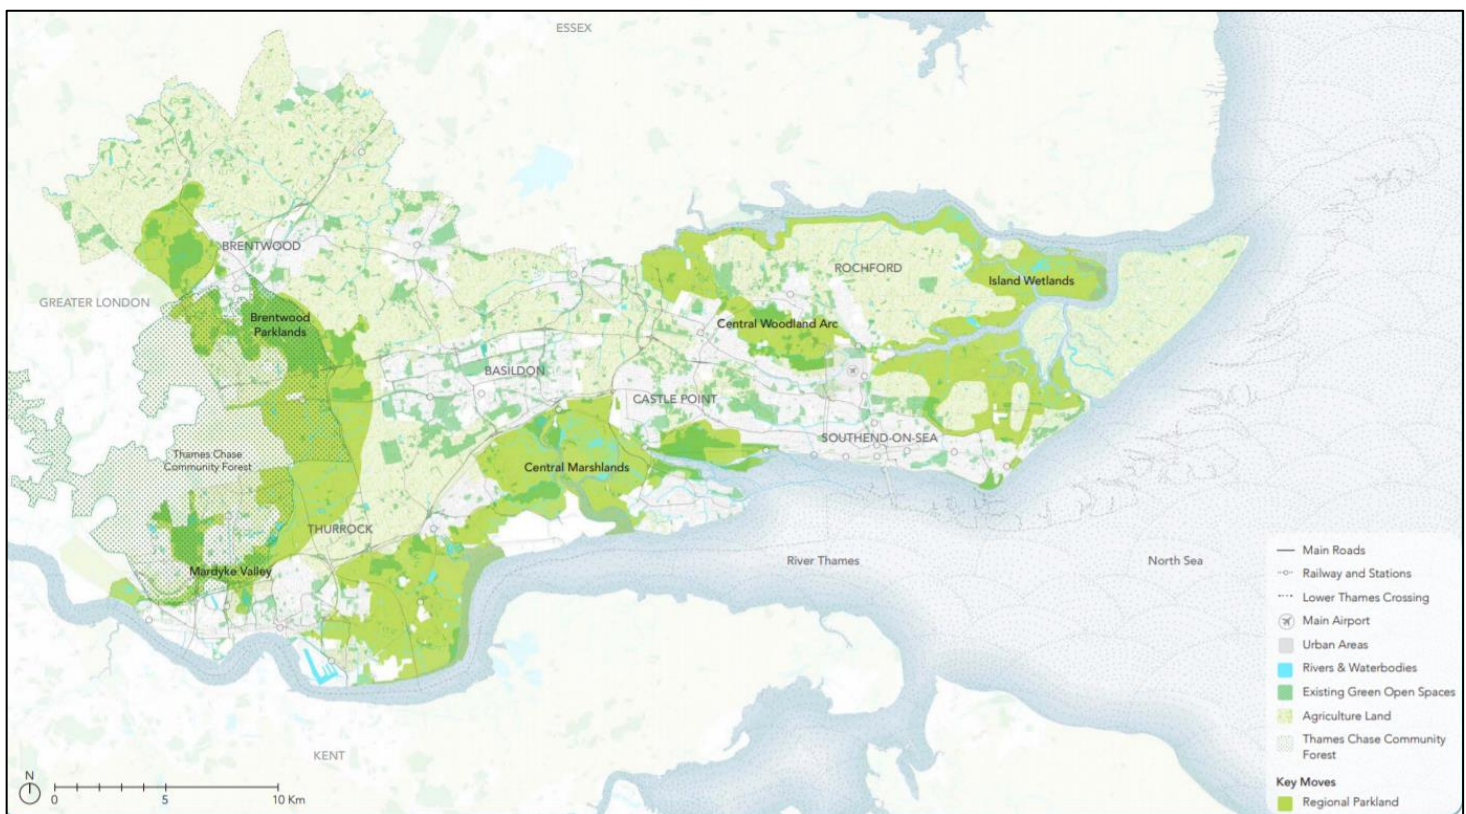 ESSEX
BRENTWOOD
GREATER LONDON
ROCHFORD
Island Wetlands
Brentwood
Parklands
Central Woodland Arc
BASILDON
CASTLE POINT
SOUTHEND-ON-SEA
Thames Chase
Community Forest
Central Marshlands
THURROCK
Mardyke Valley
River Thames
North Sea
KENT
N
0
5
10 Km
Main Roads
Railway and Stations
Lower Thames Crossing
Main Airport
Urban Areas
Rivers & Waterbodies
Existing Green Open Spaces
Agriculture Land
Thames Chase Community
Forest
Key Moves
Regional Parkland